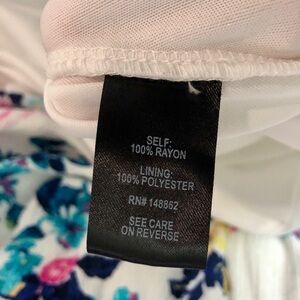 SELF:
100% RAYON
LINING:
100% POLYESTER
RN# 148862
SEE CARE
ON REVERSE